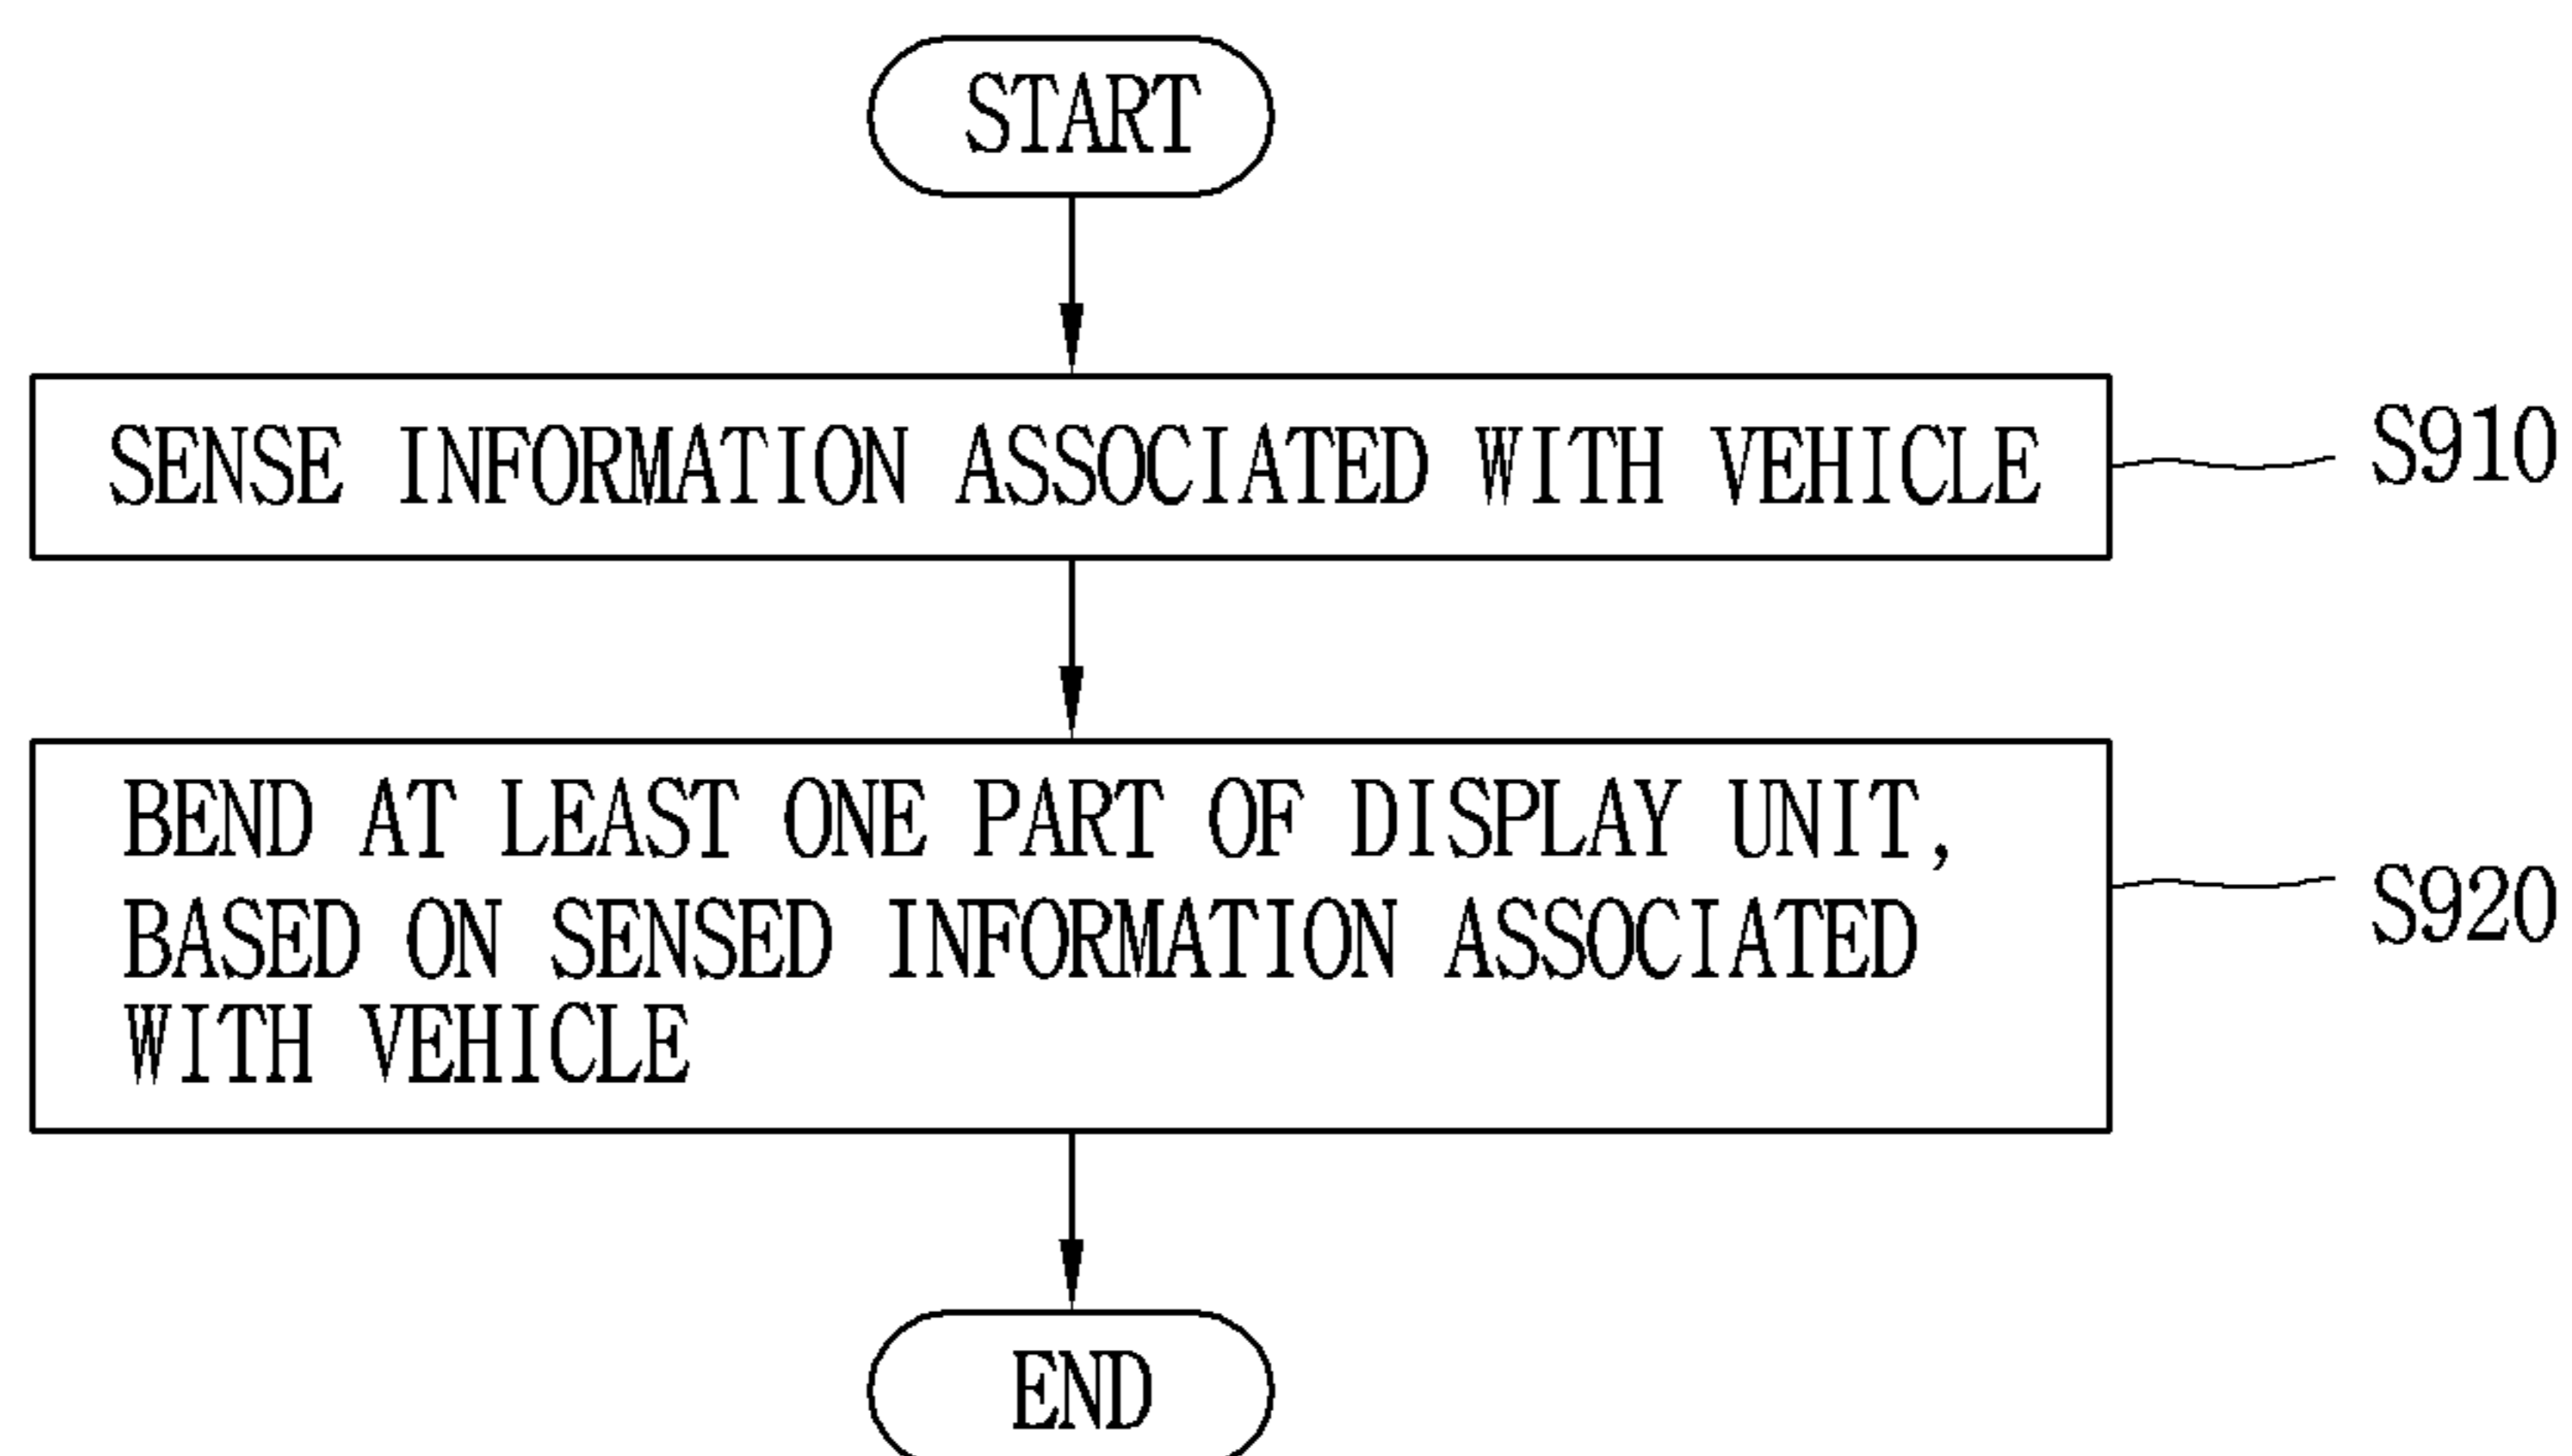 START
SENSE INFORMATION ASSOCIATED WITH VEHICLE
S910
BEND AT LEAST ONE PART OF DISPLAY UNIT,
BASED ON SENSED INFORMATION ASSOCIATED
WITH VEHICLE
S920
END